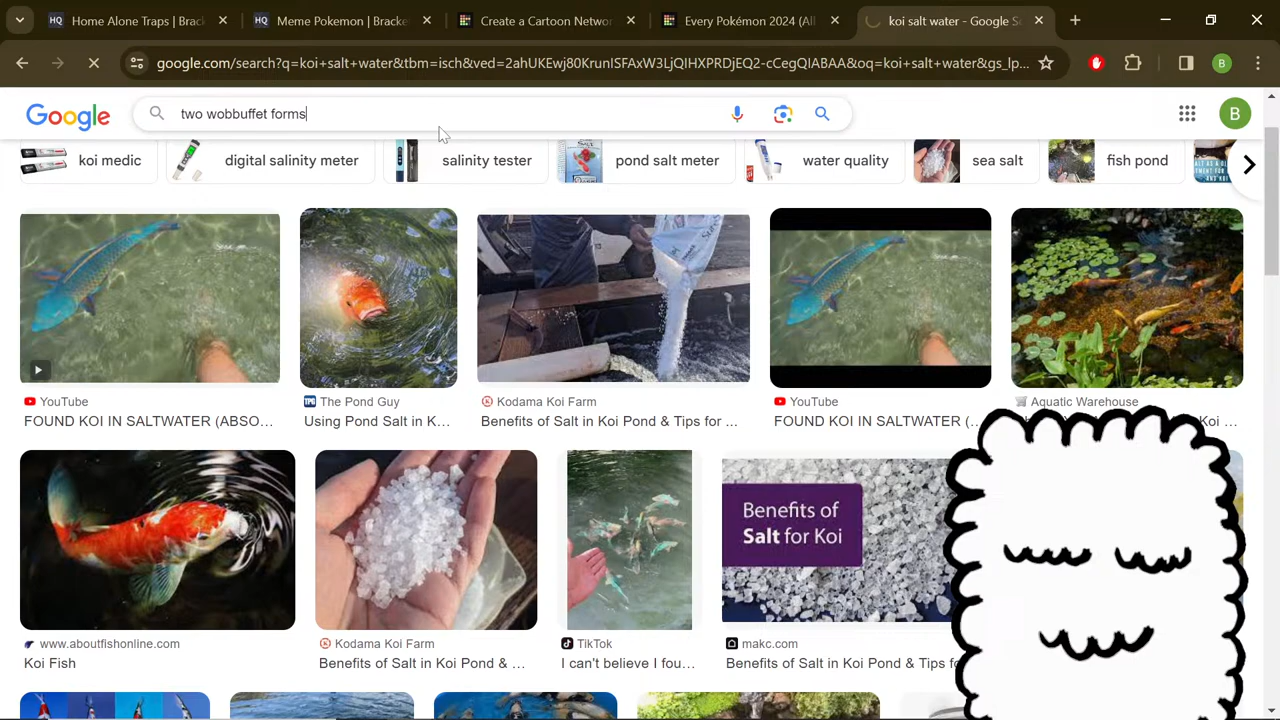 Home Alone Traps | Brack
Meme Pokemon | Bracke
Create a Cartoon Networ
Every Pokémon 2024 (All
koi salt water - Google Se
google.com/search?q=koi+salt+water&tbm=isch&ved=2ahUKEwj80KrunISFAxW3LjQIHXPRDjEQ2-cCegQIABAA&oq=koi+salt+water&gs_lp...
B
Google
two wobbuffet forms
B
koi medic
digital salinity meter
salinity tester
pond salt meter
water quality
sea salt
fish pond
YouTube
FOUND KOI IN SALTWATER (ABSO...
The Pond Guy
Using Pond Salt in K...
Kodama Koi Farm
Benefits of Salt in Koi Pond & Tips for ...
YouTube
FOUND KOI IN SALTWATER (...
Aquatic Warehouse
Koi ...
Benefits of
Salt for Koi
www.aboutfishonline.com
Koi Fish
Kodama Koi Farm
Benefits of Salt in Koi Pond & ...
TikTok
I can't believe I fou...
makc.com
Benefits of Salt in Koi Pond & Tips fo